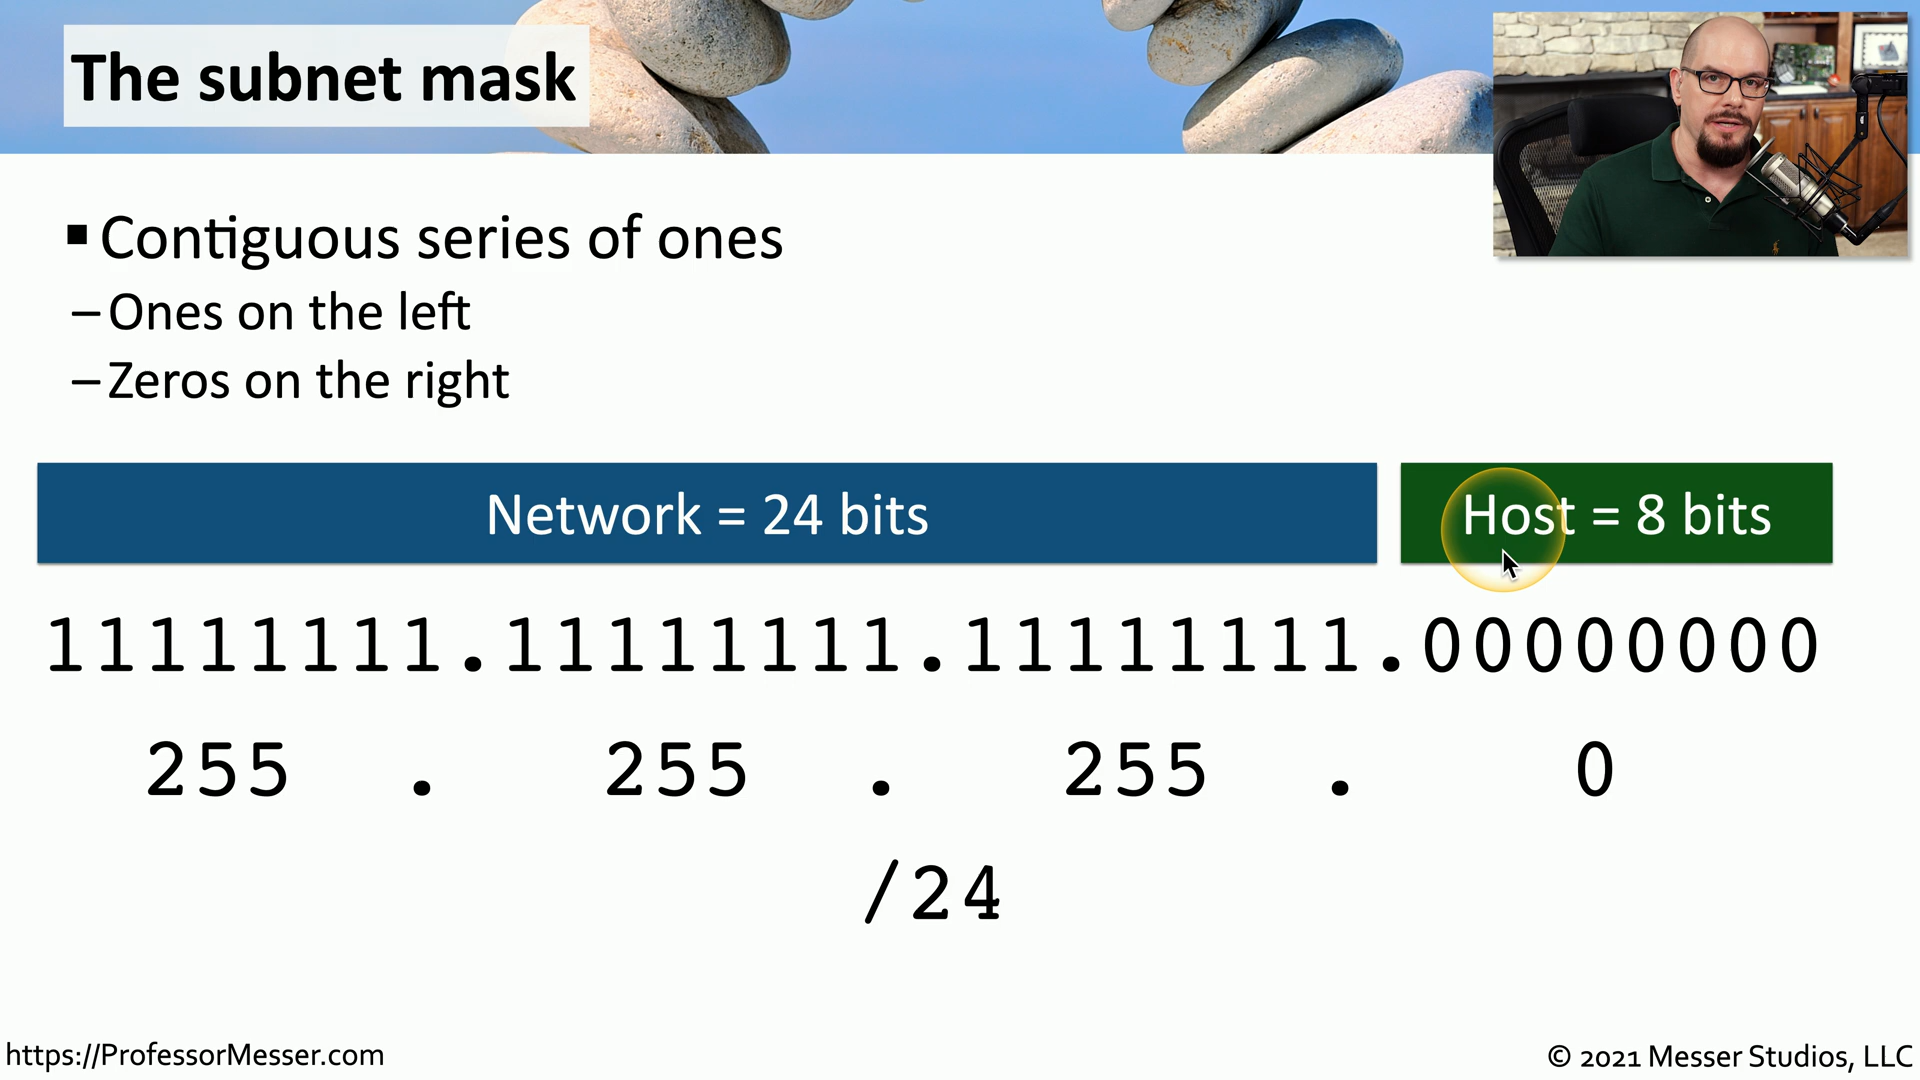 The subnet mask
▪ Contiguous series of ones
– Ones on the left
– Zeros on the right
Network = 24 bits
Host = 8 bits
11111111.11111111.11111111.00000000
255 . 255 . 255 . 0
/24
https://ProfessorMesser.com
© 2021 Messer Studios, LLC